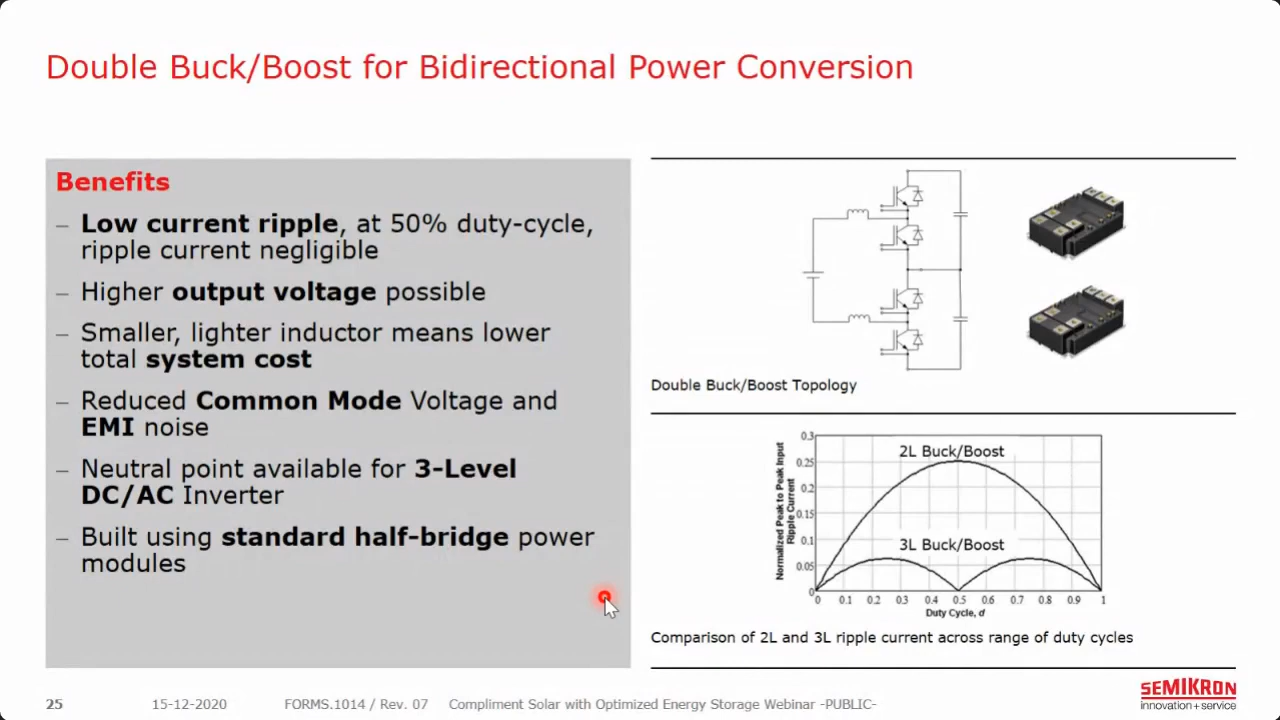 Double Buck/Boost for Bidirectional Power Conversion
Benefits
– Low current ripple, at 50% duty-cycle,
ripple current negligible
– Higher output voltage possible
– Smaller, lighter inductor means lower
total system cost
– Reduced Common Mode Voltage and
EMI noise
– Neutral point available for 3-Level
DC/AC Inverter
– Built using standard half-bridge power
modules
Double Buck/Boost Topology
Normalized Peak to Peak Input
Ripple Current
0.3
0.25
0.2
0.15
0.1
0.05
0
2L Buck/Boost
3L Buck/Boost
0 0.1 0.2 0.3 0.4 0.5 0.6 0.7 0.8 0.9 1
Duty Cycle, d
Comparison of 2L and 3L ripple current across range of duty cycles
25 15-12-2020 FORMS.1014 / Rev. 07 Compliment Solar with Optimized Energy Storage Webinar -PUBLIC-
SEMIKRON
innovation+service